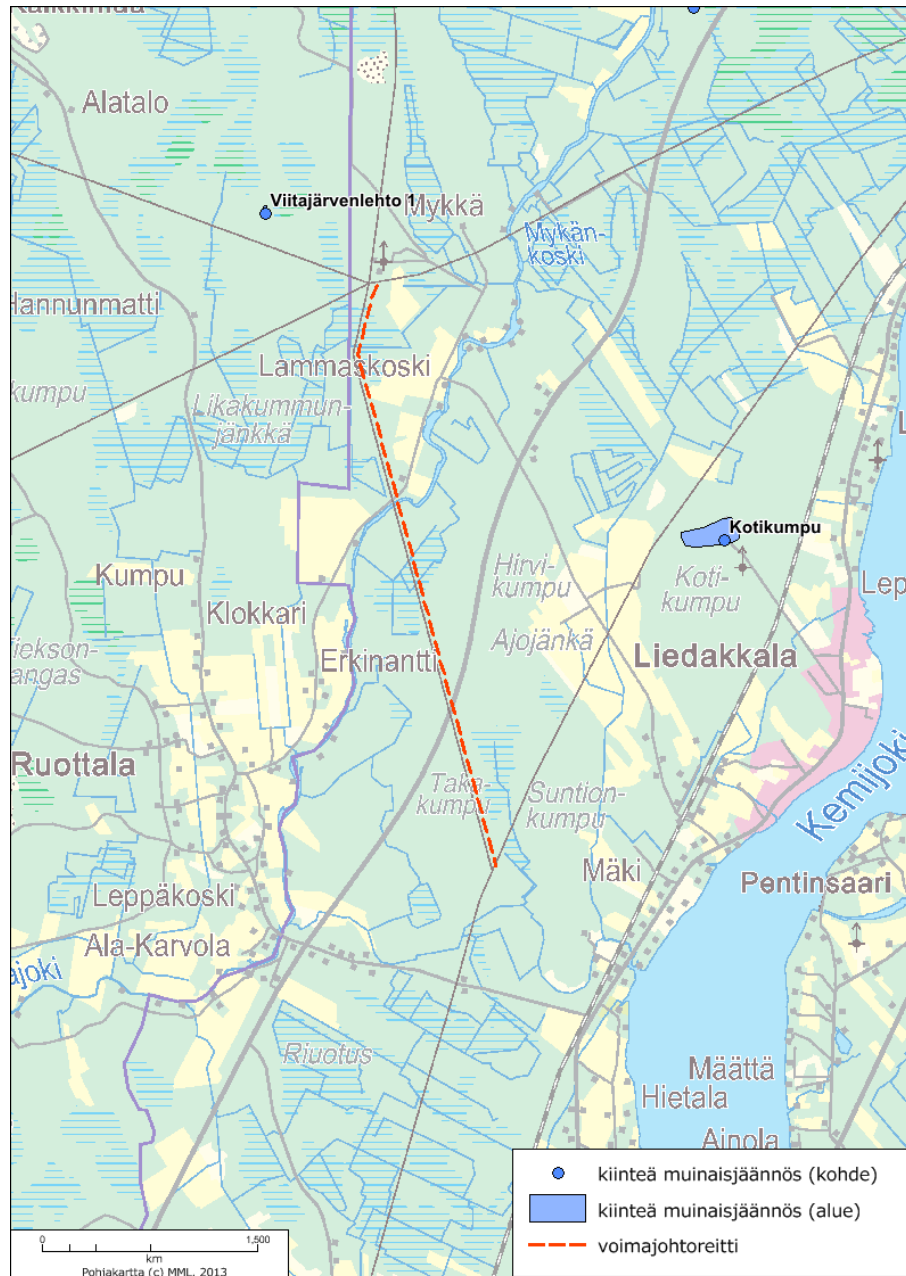 Alatalo
Viitajärvenlehto 1
Mykkä
Mykän-
koski
Hannunmatti
Lammaskoski
kumpu
Likakummun-
jänkkä
Kotikumpu
Hirvi-
kumpu
Koti-
kumpu
Lep
Kumpu
Klokkari
Ajojänkä
Erkinantti
Liedakkala
angas
Ruottala
Taka-
kumpu
Suntion-
kumpu
Kemijoki
Mäki
Pentinsaari
Leppäkoski
Ala-Karvola
ajoki
Riuotus
Määttä
Hietala
Ainola
kiinteä muinaisjäännös (kohde)
kiinteä muinaisjäännös (alue)
voimajohtoreitti
0 1,500
km
Pohjakartta (c) MML, 2013